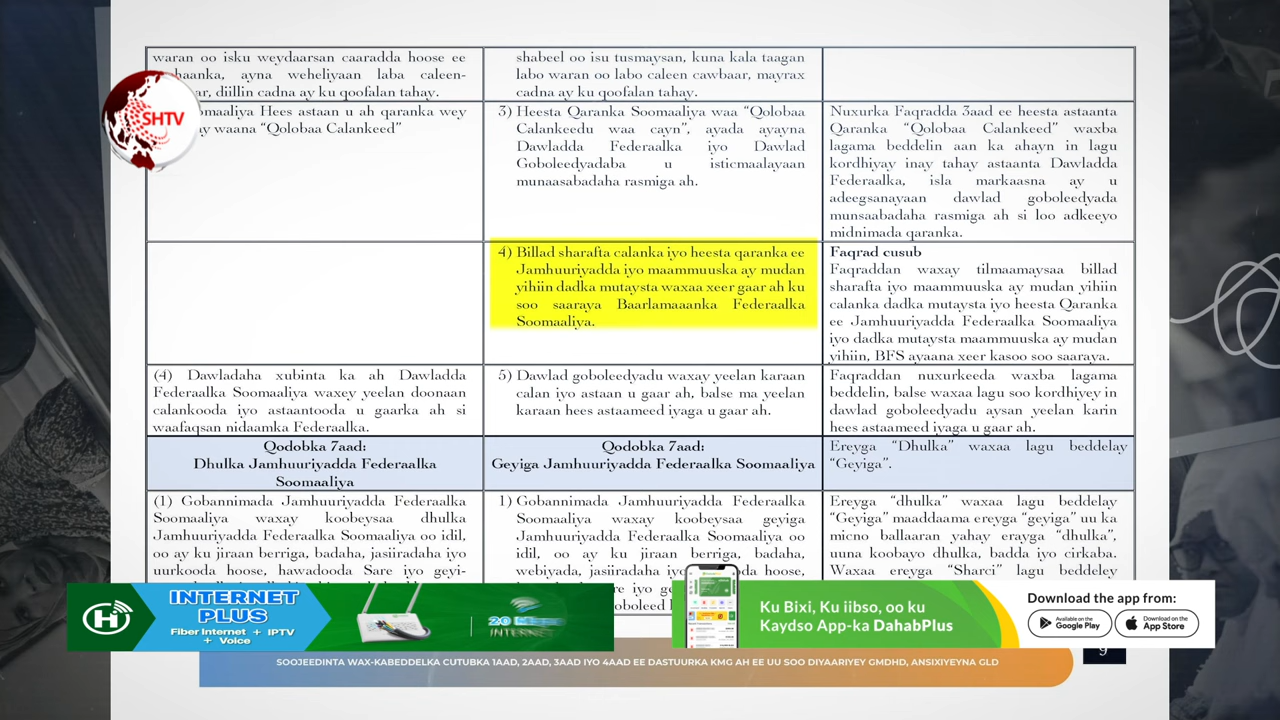 waran oo isku weydaarsan caaradda hoose ee
ayna weheliyaan laba caleen-
diillin cadna ay ku qoofalan tahay.
shabeel oo isu tusmaysan, kuna kala taagan
labo waran oo labo caleen cawbaar, mayrax
cadna ay ku qoofalan tahay.
SHTV
Hees astaan u ah qaranka wey
waana “Qolobaa Calankeed”
3) Heesta Qaranka Soomaaliya waa “Qolobaa
Calankeedu waa cayn”, ayada ayayna
Dawladda Federaalka iyo Dawlad
Goboleedyadaba u isticmaalayaan
munaasabadaha rasmiga ah.
Nuxurka Faqradda 3aad ee heesta astaanta
Qaranka “Qolobaa Calankeed” waxba
lagama beddelin aan ka ahayn in lagu
kordhiyay inay tahay astaanta Dawladda
Federaalka, isla markaasna ay u
adeegsanayaan dawlad goboleedyada
munsaabadaha rasmiga ah si loo adkeeyo
midnimada qaranka.
4) Billad sharafta calanka iyo heesta qaranka ee
Jamhuuriyadda iyo maammuuska ay mudan
yihiin dadka mutaysta waxaa xeer gaar ah ku
soo saaraya Baarlamaaanka Federaalka
Soomaaliya.
Faqrad cusub
Faqraddan waxay tilmaamaysaa billad
sharafta iyo maammuuska ay mudan yihiin
calanka dadka mutaysta iyo heesta Qaranka
ee Jamhuuriyadda Federaalka Soomaaliya
iyo dadka mutaysta maammuuska ay mudan
yihiin, BFS ayaana xeer kasoo soo saaraya.
(4) Dawladaha xubinta ka ah Dawladda
Federaalka Soomaaliya waxey yeelan doonaan
calankooda iyo astaantooda u gaarka ah si
waafaqsan nidaamka Federaalka.
5) Dawlad goboleedyadu waxay yeelan karaan
calan iyo astaan u gaar ah, balse ma yeelan
karaan hees astaameed iyaga u gaar ah.
Faqraddan nuxurkeeda waxba lagama
beddelin, balse waxaa lagu soo kordhiyey in
dawlad goboleedyadu aysan yeelan karin
hees astaameed iyaga u gaar ah.
Qodobka 7aad:
Dhulka Jamhuuriyadda Federaalka
Soomaaliya
Qodobka 7aad:
Geyiga Jamhuuriyadda Federaalka Soomaaliya
Ereyga “Dhulka” waxaa lagu beddelay
“Geyiga”.
(1) Gobannimada Jamhuuriyadda Federaalka
Soomaaliya waxay koobeysaa dhulka
Jamhuuriyadda Federaalka Soomaaliya oo idil,
oo ay ku jiraan berriga, badaha, jasiiradaha iyo
uurkooda hoose, hawadooda Sare iyo geyi-
1) Gobannimada Jamhuuriyadda Federaalka
Soomaaliya waxay koobeysaa geyiga
Jamhuuriyadda Federaalka Soomaaliya oo
idil, oo ay ku jiraan berriga, badaha,
webiyada, jasiiradaha hoose,
Ereyga “dhulka” waxaa lagu beddelay
“Geyiga” maaddaama ereyga “geyiga” uu ka
micno ballaaran yahay erayga “dhulka”,
uuna koobayo dhulka, badda iyo cirkaba.
Waxaa ereyga “Sharci” lagu beddeley
INTERNET
PLUS
Fiber Internet + IPTV
+ Voice
INTERNET
Ku Bixi, Ku iibso, oo ku
Kaydso App-ka DahabPlus
Download the app from:
Available on the
Google Play
Download on the
App Store
SOOJEEDINTA WAX-KABEDDELKA CUTUBKA 1AAD, 2AAD, 3AAD IYO 4AAD EE DASTUURKA KMG AH EE UU SOO DIYAARIYEY GMDHD, ANSIXIYEYNA GLD
9